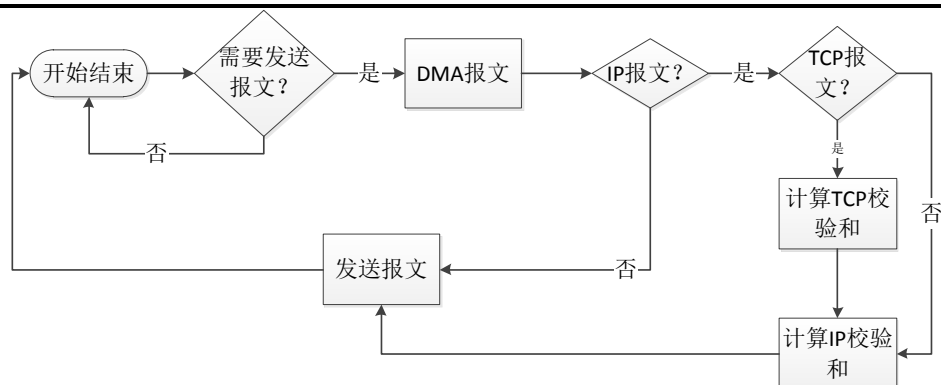 开始结束
需要发送
报文？
是
DMA报文
IP报文？
是
TCP报
文？
否
是
计算TCP校
验和
否
发送报文
否
计算IP校验
和